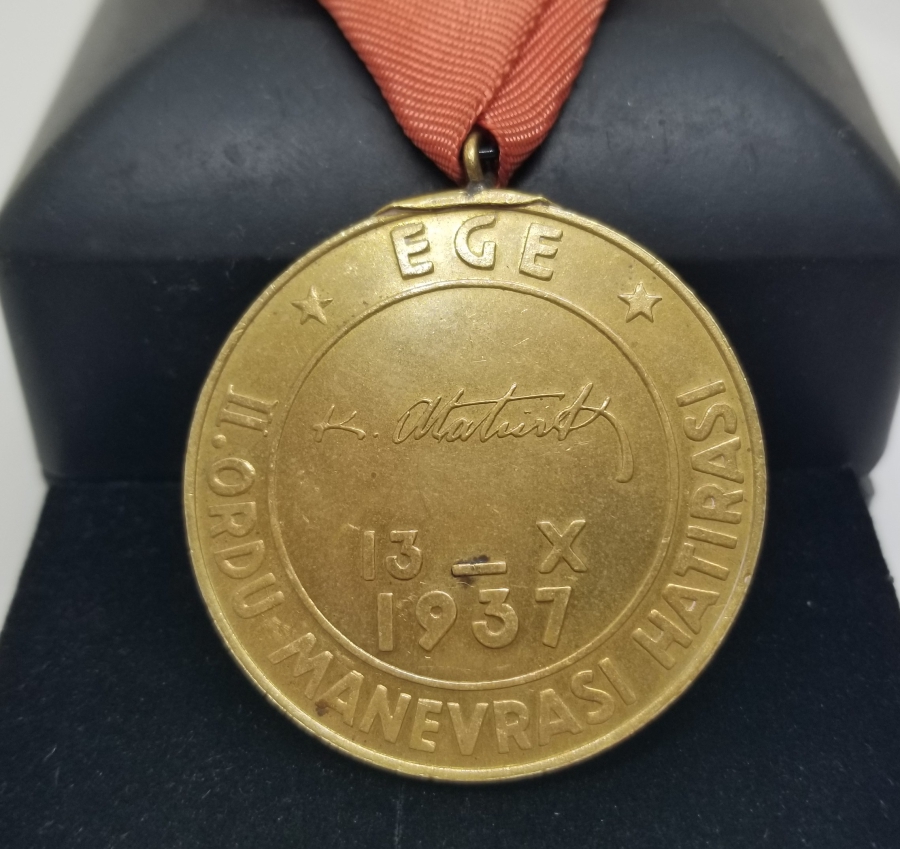 EGE
II. ORDU-MANEVRASI HATIRASI
K. Atatürk
13 _ X
1937